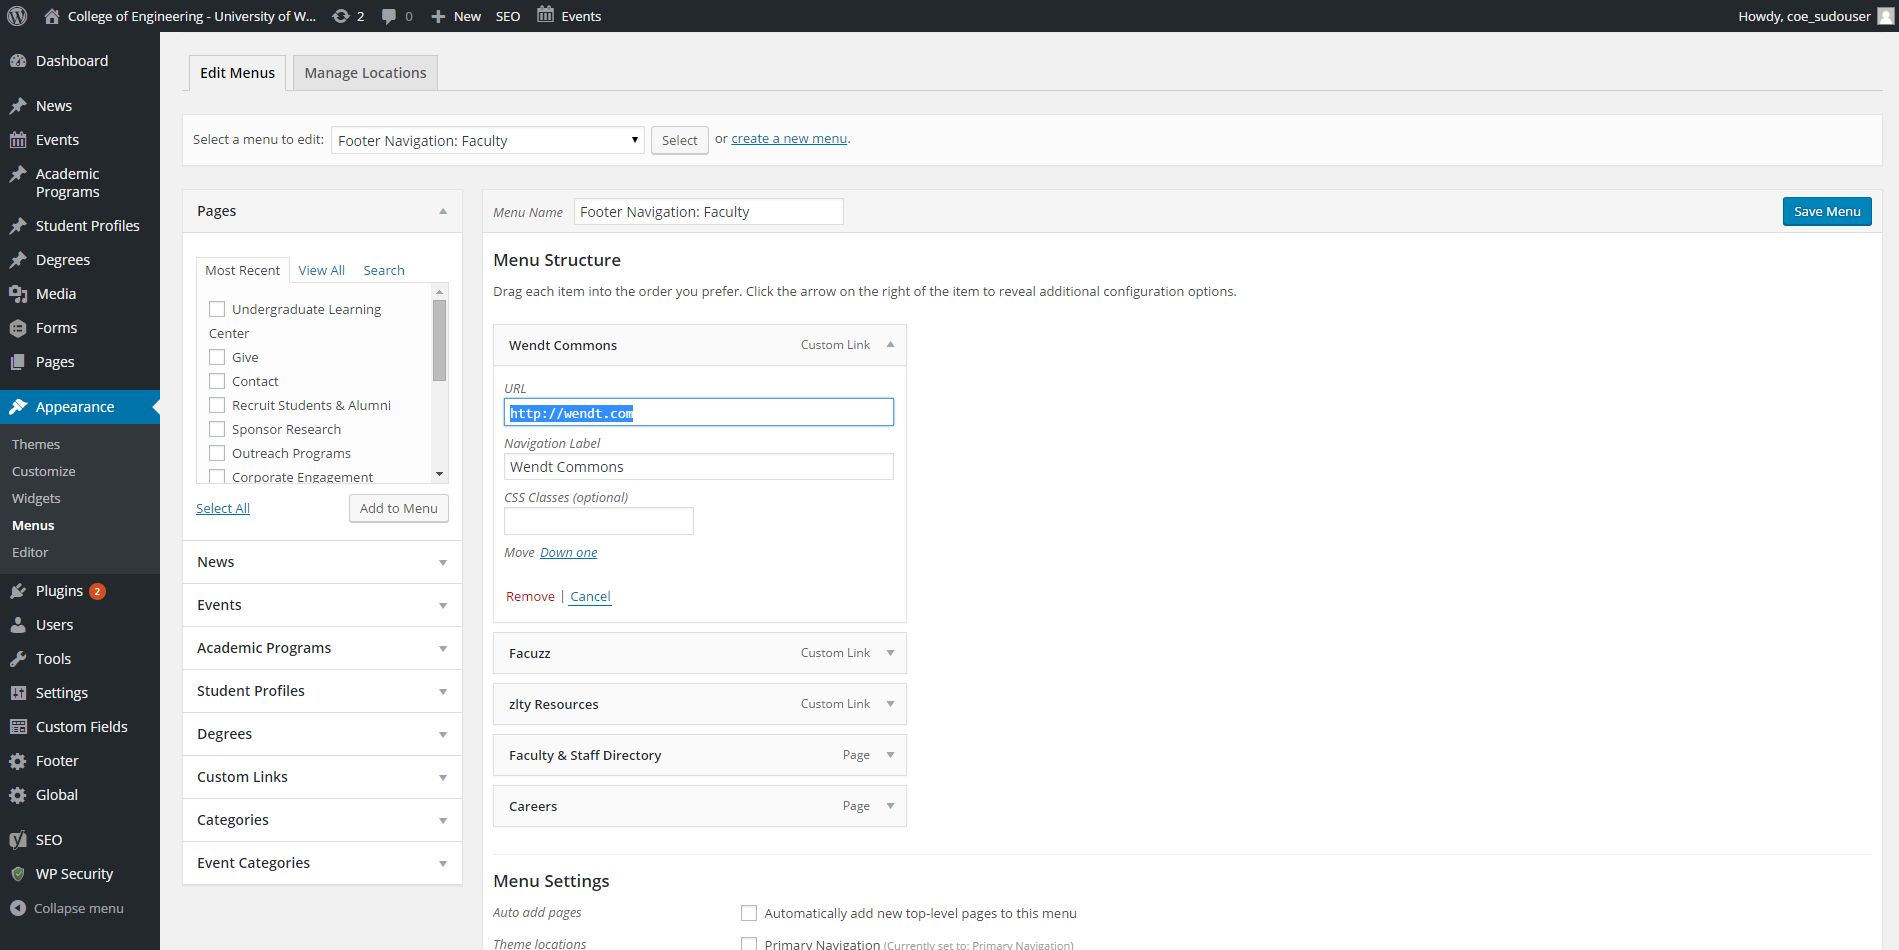 College of Engineering - University of W...
2
0
New
SEO
Events
Howdy, coe_sudouser
Dashboard
News
Events
Academic
Programs
Student Profiles
Degrees
Media
Forms
Pages
Appearance
Themes
Customize
Widgets
Menus
Editor
Plugins 2
Users
Tools
Settings
Custom Fields
Footer
Global
SEO
WP Security
Collapse menu
Edit Menus
Manage Locations
Select a menu to edit: Footer Navigation: Faculty Select or create a new menu.
Pages
Most Recent View All Search
Undergraduate Learning
Center
Give
Contact
Recruit Students & Alumni
Sponsor Research
Outreach Programs
Corporate Engagement
Select All Add to Menu
News
Events
Academic Programs
Student Profiles
Degrees
Custom Links
Categories
Event Categories
Menu Name Footer Navigation: Faculty Save Menu
Menu Structure
Drag each item into the order you prefer. Click the arrow on the right of the item to reveal additional configuration options.
Wendt Commons Custom Link
URL
http://wendt.com
Navigation Label
Wendt Commons
CSS Classes (optional)
Move Down one
Remove | Cancel
Facuzz Custom Link
zlty Resources Custom Link
Faculty & Staff Directory Page
Careers Page
Menu Settings
Auto add pages Automatically add new top-level pages to this menu
Theme locations Primary Navigation (Currently set to: Primary Navigation)